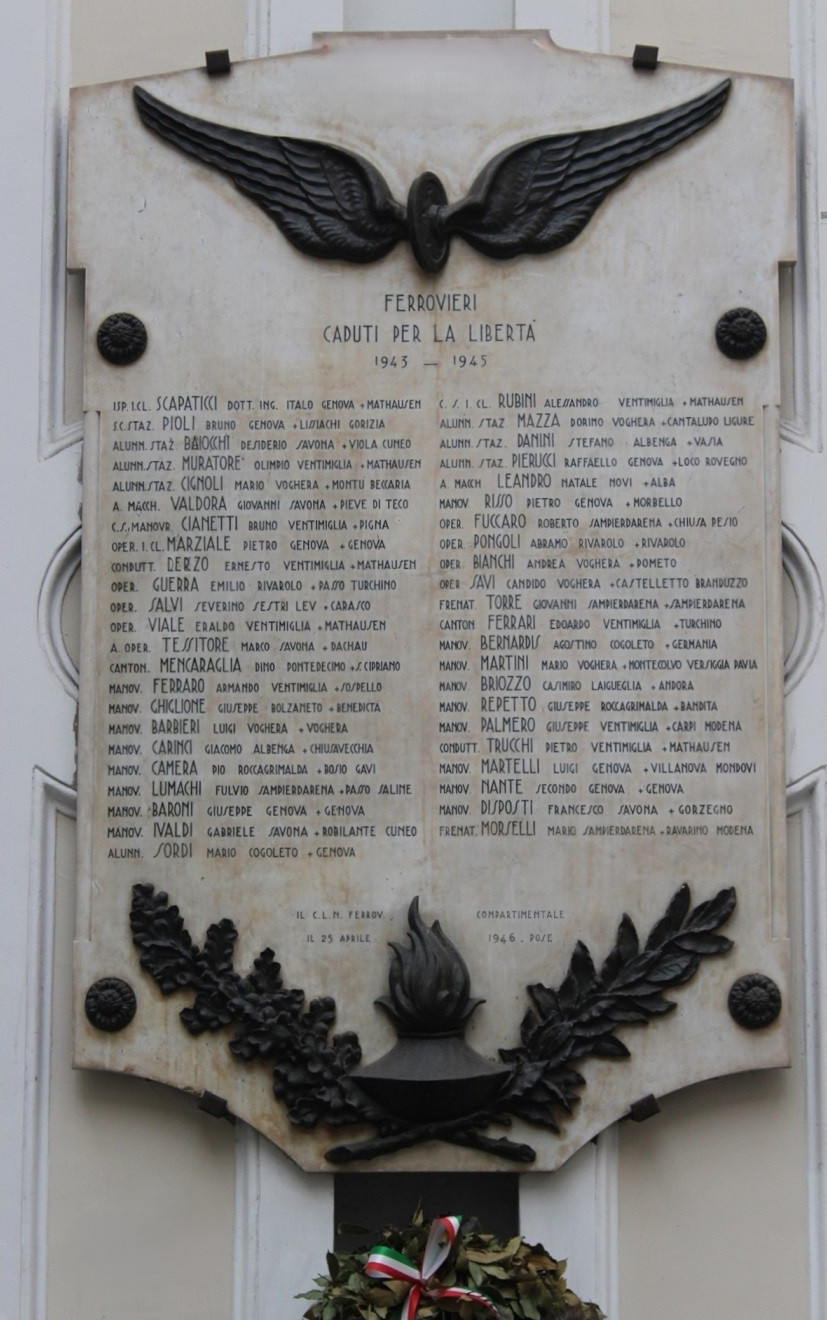 FERROVIERI
CADUTI PER LA LIBERTÀ
1943 — 1945
ISP. 1.CL. SCAPATICCI DOTT. ING. ITALO GENOVA + MATHAUSEN
S.C. STAZ. PIOLI BRUNO GENOVA + LISIACHI GORIZIA
ALUNN. STAZ. BAIOCCHI DESIDERIO SAVONA + VIOLA CUNEO
ALUNN. STAZ. MURATORE OLIMPIO VENTIMIGLIA + MATHAUSEN
ALUNN. STAZ. CIGNOLI MARIO VOGHERA + MONTU BECCARIA
A. MACCH. VALDORA GIOVANNI SAVONA + PIEVE DI TECO
C.S. MANOVR. CIANETTI BRUNO VENTIMIGLIA + PIGNA
OPER. 1.CL. MARZIALE PIETRO GENOVA + GENOVA
CONDUTT. DERZO ERNESTO VENTIMIGLIA + MATHAUSEN
OPER. GUERRA EMILIO RIVAROLO + PASSO TURCHINO
OPER. SALVI SEVERINO SESTRI LEV. + CARASCO
OPER. VIALE ERALDO VENTIMIGLIA + MATHAUSEN
A. OPER. TESSITORE MARCO SAVONA + DACHAU
CANTON. MENCARAGLIA DINO PONTEDECIMO + S. CIPRIANO
MANOV. FERRARO ARMANDO VENTIMIGLIA + SOSPELLO
MANOV. GHIGLIONE GIUSEPPE BOLZANETO + BENEDICTA
MANOV. BARBIERI LUIGI VOGHERA + VOGHERA
MANOV. CARINCI GIACOMO ALBENGA + CHIUSAVECCHIA
MANOV. CAMERA PIO ROCCAGRIMALDA + BOSIO GAVI
MANOV. LUMACHI FULVIO SAMPIERDARENA + PASSO SALINE
MANOV. BARONI GIUSEPPE GENOVA + GENOVA
MANOV. IVALDI GABRIELE SAVONA + ROBILANTE CUNEO
ALUNN. SORDI MARIO COGOLETO + GENOVA
C. S. 1. CL. RUBINI ALESSANDRO VENTIMIGLIA + MATHAUSEN
ALUNN. STAZ. MAZZA DORINO VOGHERA + CANTALUDO LIGURE
ALUNN. STAZ. DANINI STEFANO ALBENGA + VASIA
ALUNN. STAZ. PIERUCCI RAFFAELLO GENOVA + LOCO ROVEGNO
A. MACCH. LEANDRO NATALE NOVI + ALBA
MANOV. RISSO PIETRO GENOVA + MORBELLO
OPER. FUCCARO ROBERTO SAMPIERDARENA + CHIUSA PESIO
OPER. PONGOLI ABRAMO RIVAROLO + RIVAROLO
OPER. BIANCHI ANDREA VOGHERA + POMETO
OPER. SAVI CANDIDO VOGHERA + CASTELLETTO BRANDUZZO
FRENAT. TORRE GIOVANNI SAMPIERDARENA + SAMPIERDARENA
CANTON. FERRARI EDOARDO VENTIMIGLIA + TURCHINO
MANOV. BERNARDIS AGOSTINO COGOLETO + GERMANIA
MANOV. MARTINI MARIO VOGHERA + MONTECOLVO VERSIGGIA PAVIA
MANOV. BRIOZZO CASIMIRO LAIGUEGLIA + ANDORA
MANOV. REPETTO GIUSEPPE ROCCAGRIMALDA + BANDITA
MANOV. PALMERO GIUSEPPE VENTIMIGLIA + CARPI MODENA
CONDUTT. TRUCCHI PIETRO VENTIMIGLIA + MATHAUSEN
MANOV. MARTELLI LUIGI GENOVA + VILLANOVA MONDOVI
MANOV. NANTE SECONDO GENOVA + GENOVA
MANOV. DISPOSTI FRANCESCO SAVONA + GORZEGNO
FRENAT. MORSELLI MARIO SAMPIERDARENA + RAVARINO MODENA
IL C.L.N. FERROV. COMPARTIMENTALE
IL 25 APRILE 1946 . POSE